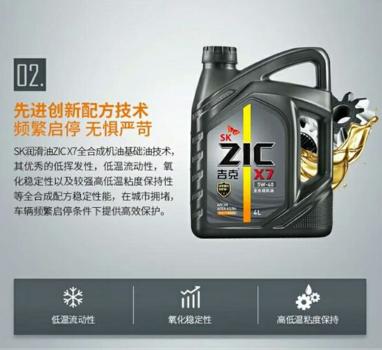 02.
先进创新配方技术
频繁启停 无惧严苛
SK润滑油ZIC X7全合成机油基础油技术，
其优秀的低挥发性，低温流动性，氧
化稳定性以及较强高低温粘度保持性
等全合成配方稳定性能，在城市拥堵，
车辆频繁启停条件下提供高效保护。
SK
ZIC
吉克 X7
5W-40
4L
低温流动性
氧化稳定性
高低温粘度保持